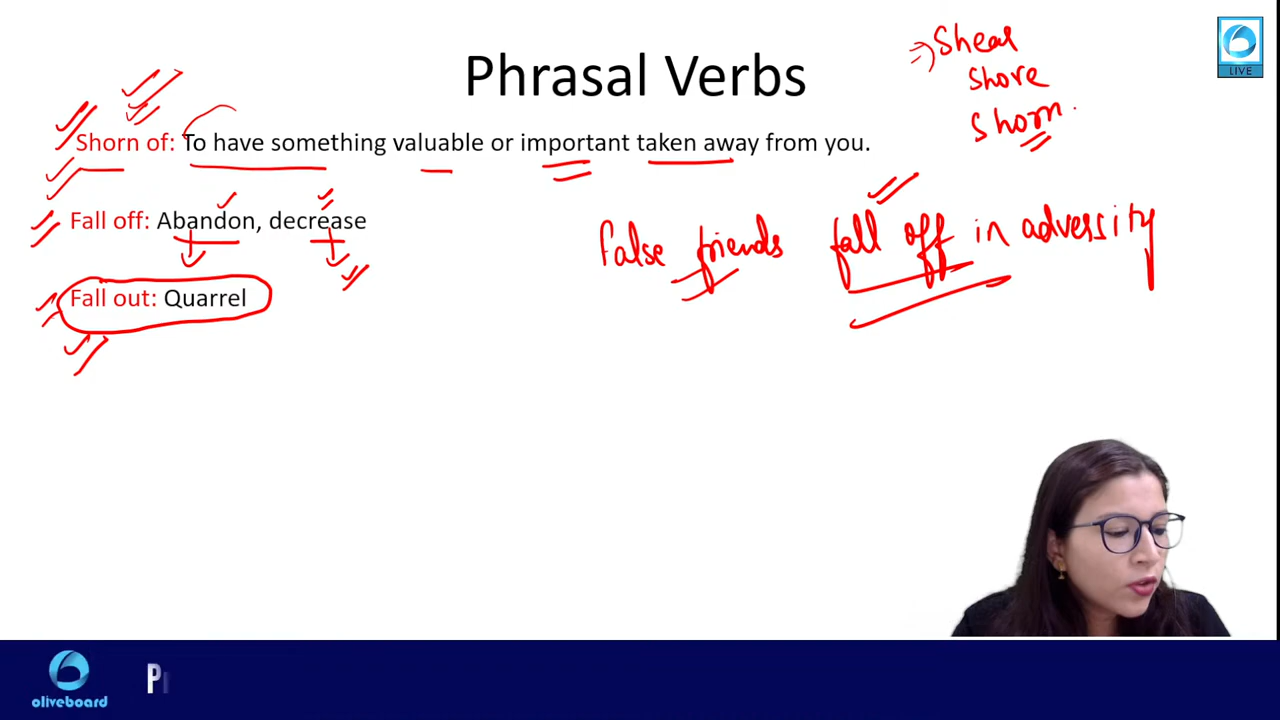 Phrasal Verbs
Shear
Shore
Shorn
LIVE
Shorn of: To have something valuable or important taken away from you.
Fall off: Abandon, decrease
False friends fall off in adversity
Fall out: Quarrel
oliveboard
P